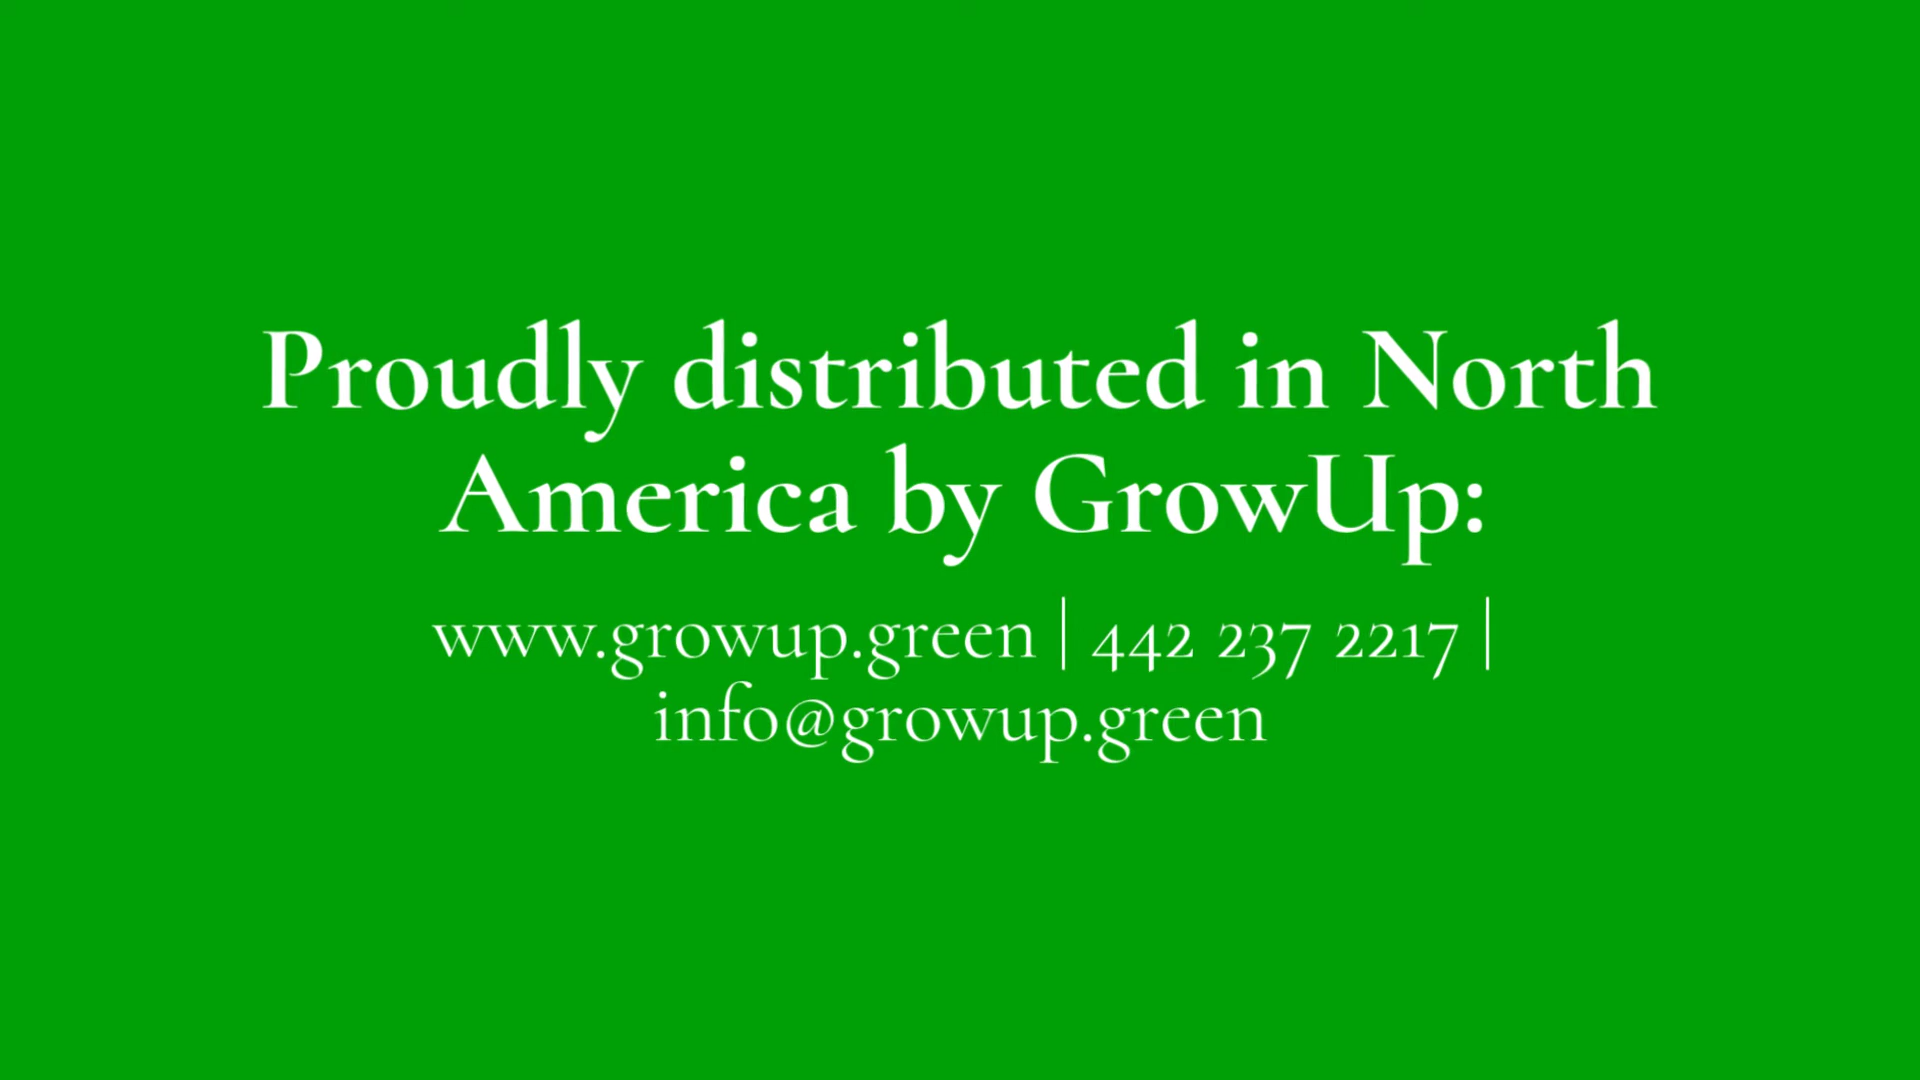 Proudly distributed in North
America by GrowUp:
www.growup.green | 442 237 2217 |
info@growup.green